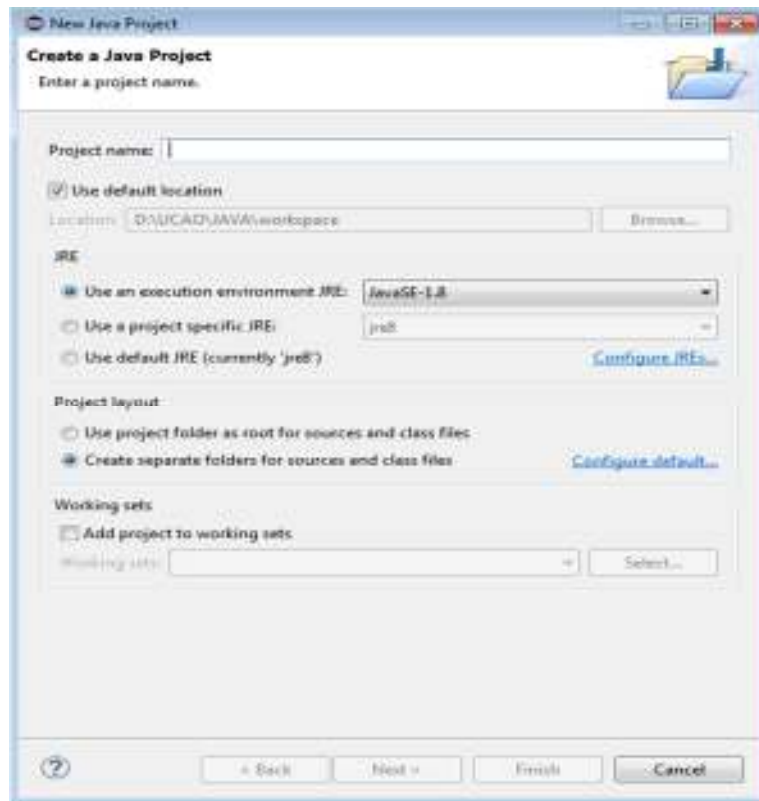 New Java Project
Create a Java Project
Enter a project name.
Project name:
Use default location
Location: D:\UCAO\JAVA\workspace Browse...
JRE
Use an execution environment JRE: JavaSE-1.8
Use a project specific JRE: jre8
Use default JRE (currently 'jre8') Configure JREs...
Project layout
Use project folder as root for sources and class files
Create separate folders for sources and class files Configure default...
Working sets
Add project to working sets
Working sets: Select...
? < Back Next > Finish Cancel